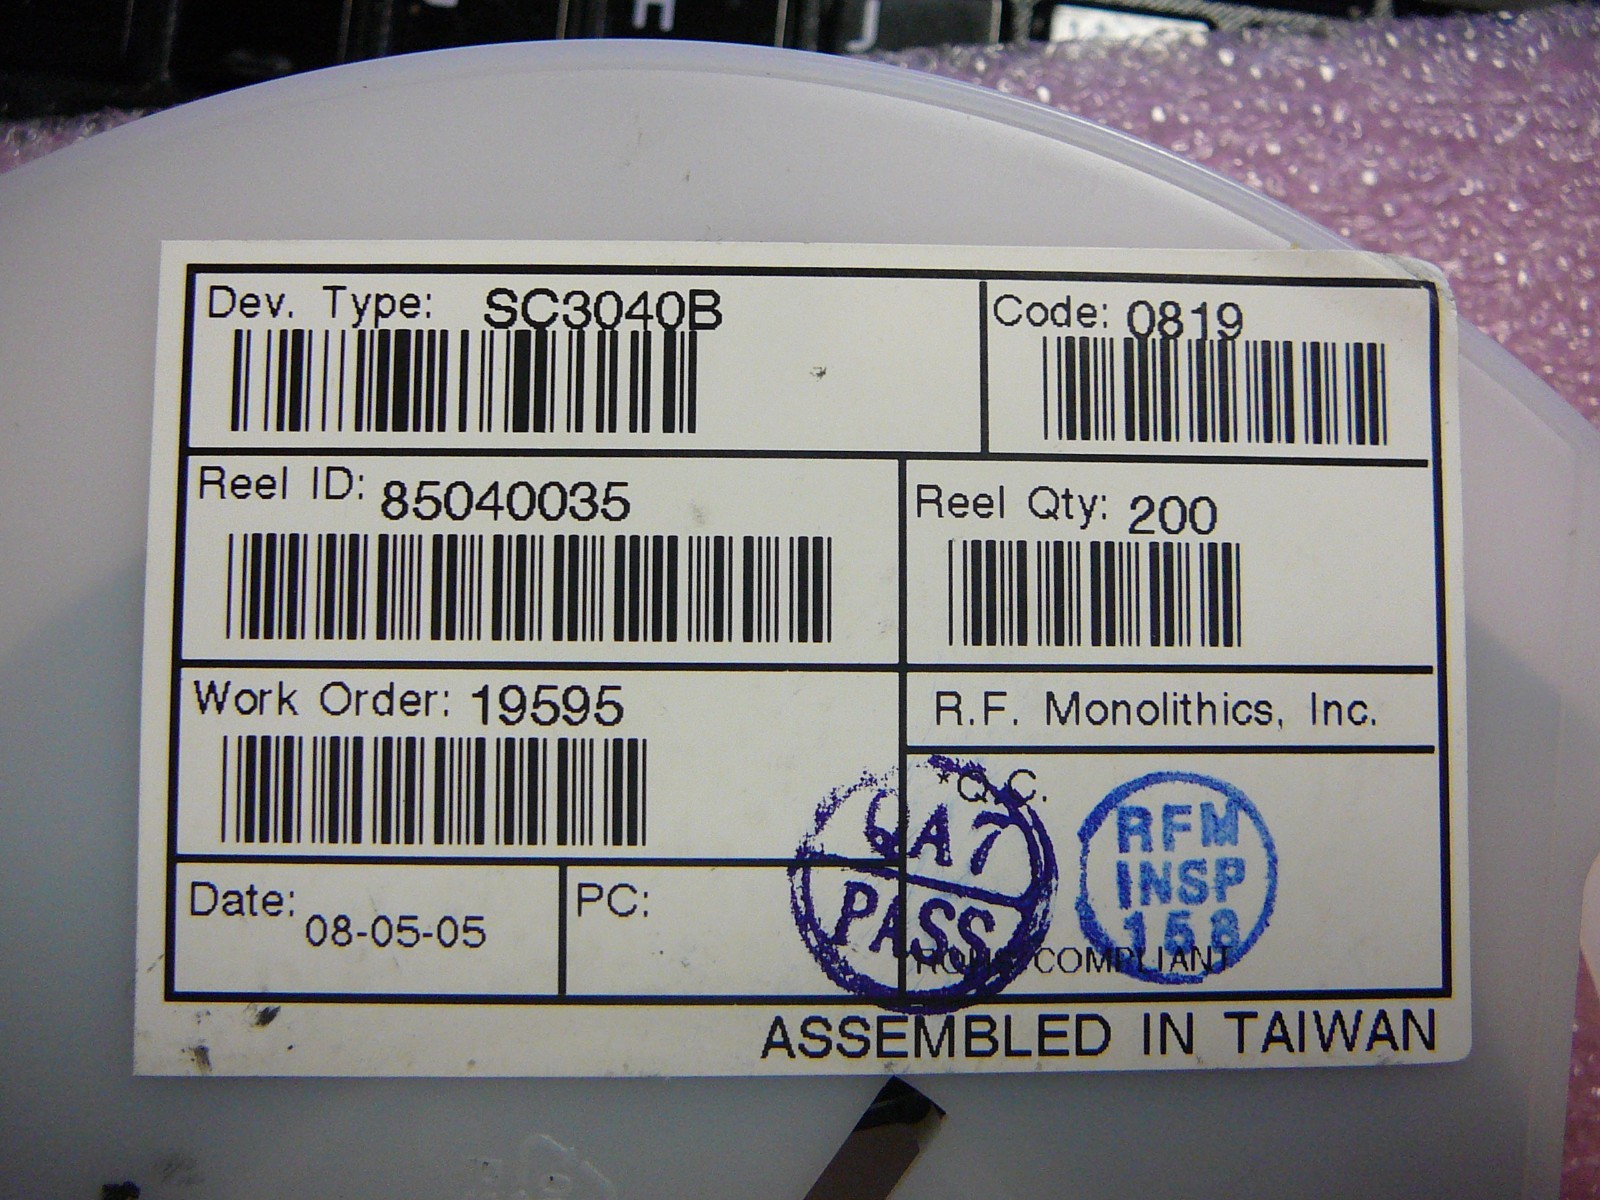 H J
Dev. Type: SC3040B
Code: 0819
Reel ID: 85040035
Reel Qty: 200
Work Order: 19595
R.F. Monolithics, Inc.
*Q.C.
QA7
PASS
RFM
INSP
158
Date: 08-05-05
PC:
ROHS COMPLIANT
ASSEMBLED IN TAIWAN